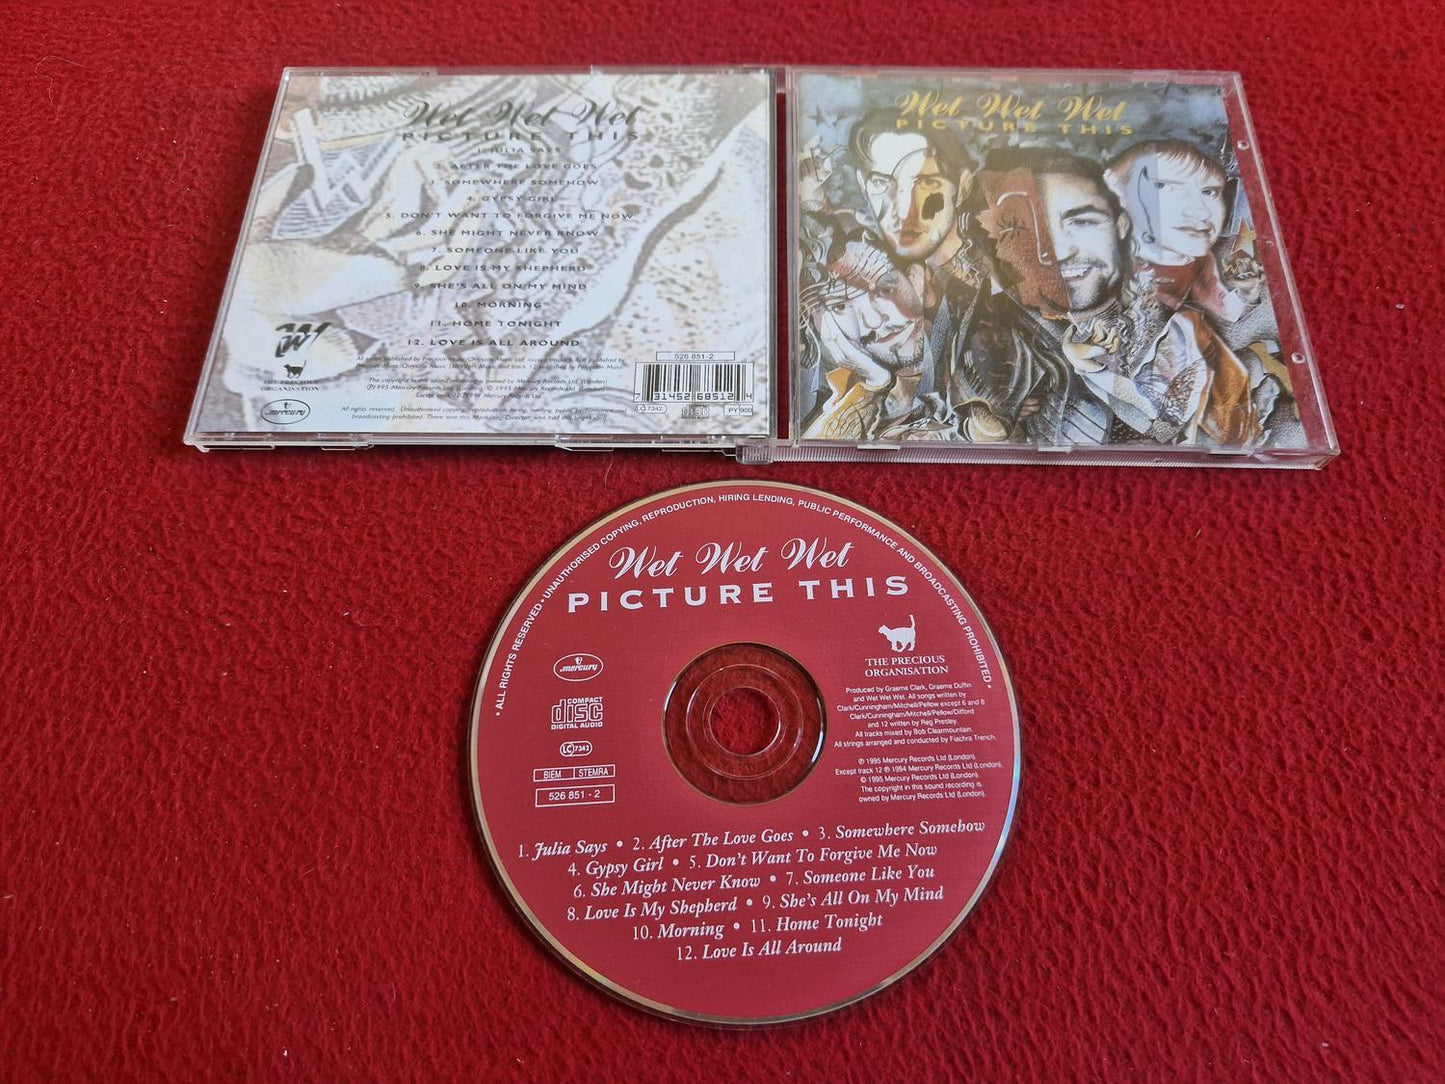 Wet Wet Wet
PICTURE THIS
1. JULIA SAYS
2. AFTER THE LOVE GOES
3. SOMEWHERE SOMEHOW
4. GYPSY GIRL
5. DON'T WANT TO FORGIVE ME NOW
6. SHE MIGHT NEVER KNOW
7. SOMEONE LIKE YOU
8. LOVE IS MY SHEPHERD
9. SHE'S ALL ON MY MIND
10. MORNING
11. HOME TONIGHT
12. LOVE IS ALL AROUND
THE PRECIOUS
ORGANISATION
mercury
526 851-2
7 31452 68512 4
LC 7342
PY 900
Wet Wet Wet
PICTURE THIS
• ALL RIGHTS RESERVED • UNAUTHORISED COPYING, REPRODUCTION, HIRING LENDING, PUBLIC PERFORMANCE AND BROADCASTING PROHIBITED •
Wet Wet Wet
PICTURE THIS
mercury
COMPACT
disc
DIGITAL AUDIO
LC 7342
BIEM STEMRA
526 851 - 2
THE PRECIOUS
ORGANISATION
Produced by Graeme Clark, Graeme Duffin
and Wet Wet Wet. All songs written by
Clark/Cunningham/Mitchell/Pellow except 6 and 8
Clark/Cunningham/Mitchell/Pellow/Difford
and 12 written by Reg Presley.
All tracks mixed by Bob Clearmountain.
All strings arranged and conducted by Fiachra Trench.
℗ 1995 Mercury Records Ltd (London).
Except track 12 ℗ 1994 Mercury Records Ltd (London).
© 1995 Mercury Records Ltd (London).
The copyright in this sound recording is
owned by Mercury Records Ltd (London).
1. Julia Says • 2. After The Love Goes • 3. Somewhere Somehow
4. Gypsy Girl • 5. Don't Want To Forgive Me Now
6. She Might Never Know • 7. Someone Like You
8. Love Is My Shepherd • 9. She's All On My Mind
10. Morning • 11. Home Tonight
12. Love Is All Around